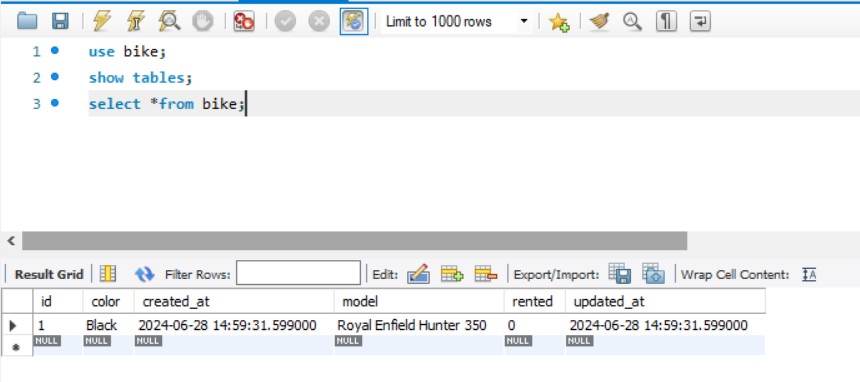 Limit to 1000 rows
1 use bike;
2 show tables;
3 select *from bike;
Result Grid Filter Rows: Edit: Export/Import: Wrap Cell Content:
id color created_at model rented updated_at
1 Black 2024-06-28 14:59:31.599000 Royal Enfield Hunter 350 0 2024-06-28 14:59:31.599000
NULL NULL NULL NULL NULL NULL